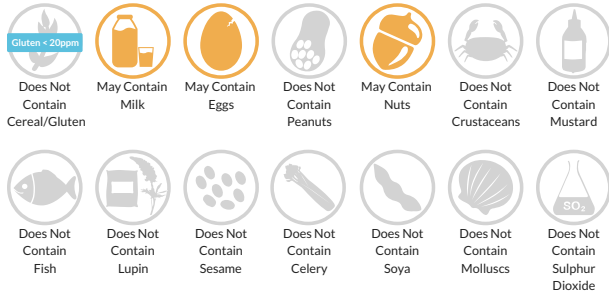 Gluten < 20ppm
Does Not
Contain
Cereal/Gluten
May Contain
Milk
May Contain
Eggs
Does Not
Contain
Peanuts
May Contain
Nuts
Does Not
Contain
Crustaceans
Does Not
Contain
Mustard
SO₂
Does Not
Contain
Fish
Does Not
Contain
Lupin
Does Not
Contain
Sesame
Does Not
Contain
Celery
Does Not
Contain
Soya
Does Not
Contain
Molluscs
Does Not
Contain
Sulphur
Dioxide